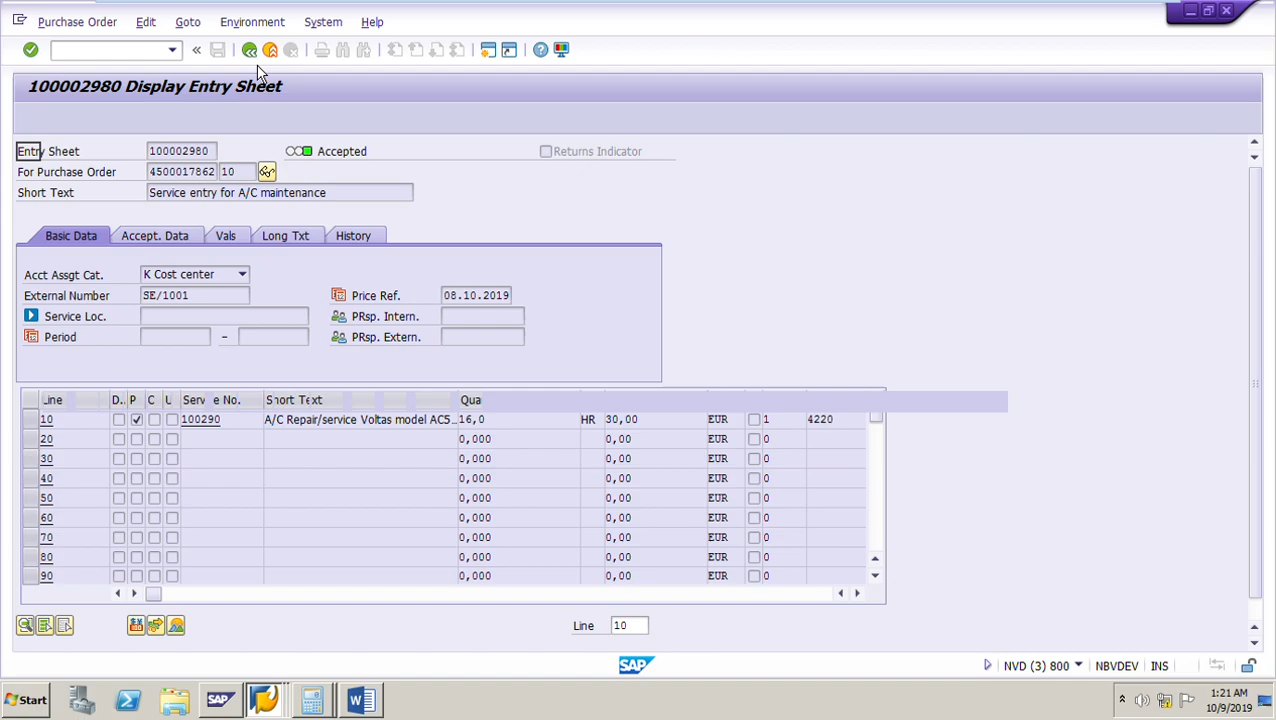 Purchase Order Edit Goto Environment System Help
100002980 Display Entry Sheet
Entry Sheet 100002980 Accepted Returns Indicator
For Purchase Order 4500017862 10
Short Text Service entry for A/C maintenance
Basic Data Accept. Data Vals Long Txt History
Acct Assgt Cat. K Cost center
External Number SE/1001 Price Ref. 08.10.2019
Service Loc. PRsp. Intern.
Period – PRsp. Extern.
Line D.. P C U Service No. Short Text Qua
10 100290 A/C Repair/service Voltas model AC5... 16,0 HR 30,00 EUR 1 4220
20 0,000 0,00 EUR 0
30 0,000 0,00 EUR 0
40 0,000 0,00 EUR 0
50 0,000 0,00 EUR 0
60 0,000 0,00 EUR 0
70 0,000 0,00 EUR 0
80 0,000 0,00 EUR 0
90 0,000 0,00 EUR 0
Line 10
SAP NVD (3) 800 NBVDEV INS
Start SAP 1:21 AM
10/9/2019